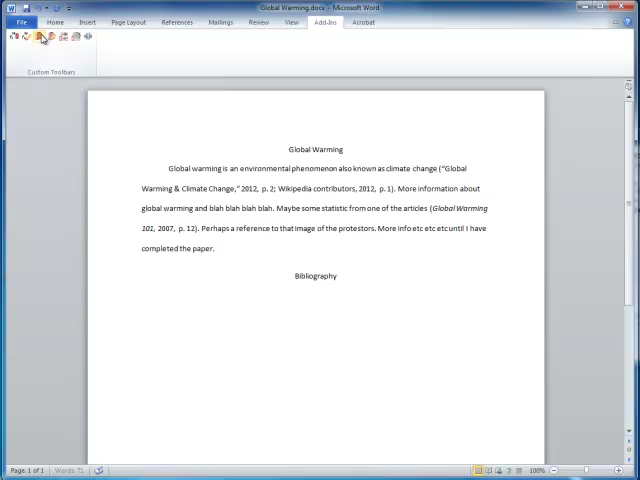 Global Warming.docx - Microsoft Word
File Home Insert Page Layout References Mailings Review View Add-Ins Acrobat
Custom Toolbars
Global Warming
Global warming is an environmental phenomenon also known as climate change (“Global
Warming & Climate Change,” 2012, p. 2; Wikipedia contributors, 2012, p. 1). More information about
global warming and blah blah blah blah. Maybe some statistic from one of the articles (Global Warming
101, 2007, p. 12). Perhaps a reference to that image of the protestors. More info etc etc etc until I have
completed the paper.
Bibliography
Page: 1 of 1 Words: 71 100%